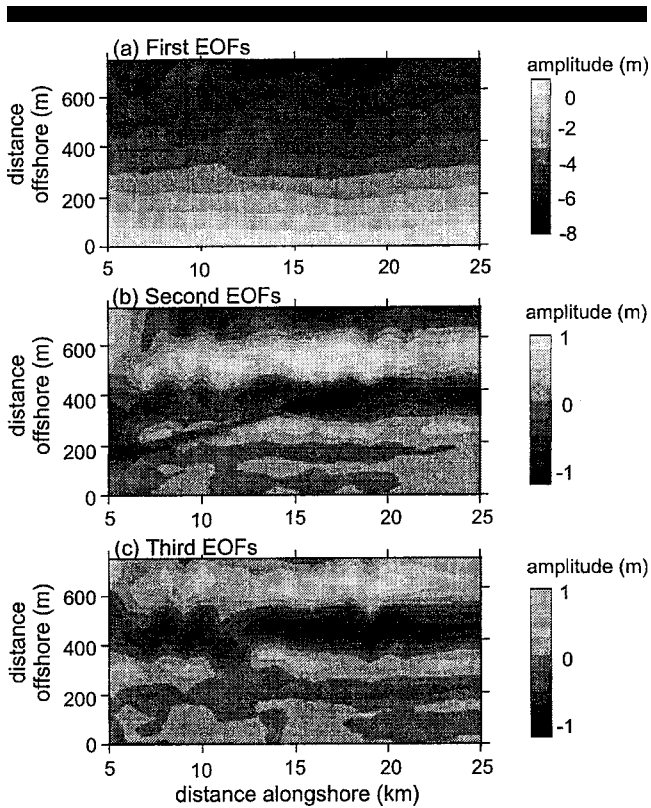 (a) First EOFs
amplitude (m)
distance
offshore (m)
600
400
200
0
5
10
15
20
25
0
-2
-4
-6
-8
(b) Second EOFs
amplitude (m)
distance
offshore (m)
600
400
200
0
5
10
15
20
25
1
0
-1
(c) Third EOFs
amplitude (m)
distance
offshore (m)
600
400
200
0
5
10
15
20
25
1
0
-1
distance alongshore (km)